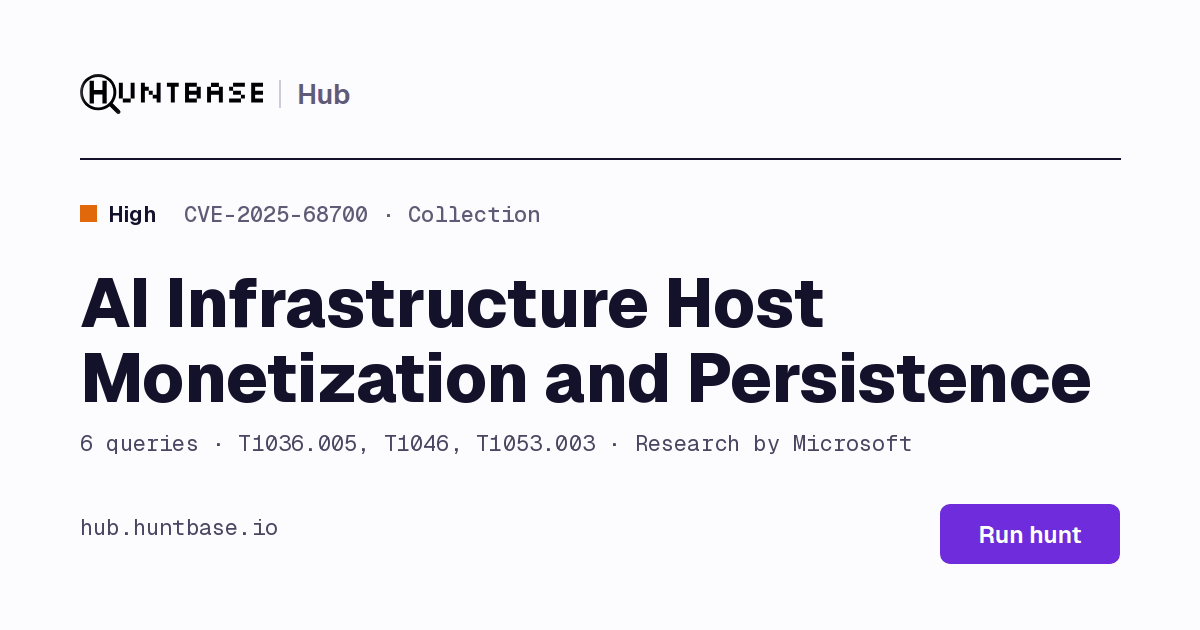 HUNTBASE | Hub
High CVE-2025-68700 · Collection
AI Infrastructure Host
Monetization and Persistence
6 queries · T1036.005, T1046, T1053.003 · Research by Microsoft
hub.huntbase.io
Run hunt